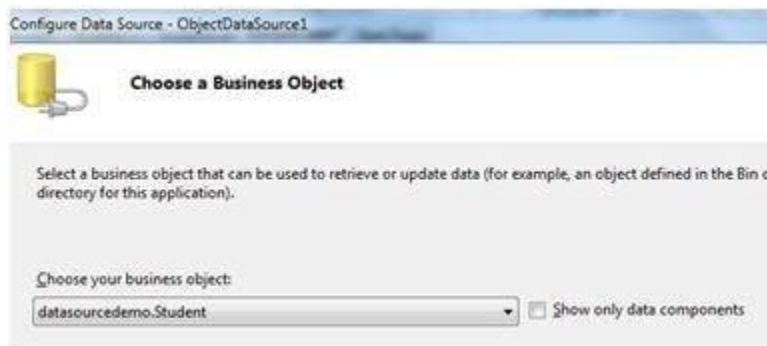 Configure Data Source - ObjectDataSource1
Choose a Business Object
Select a business object that can be used to retrieve or update data (for example, an object defined in the Bin
directory for this application).
Choose your business object:
datasourcedemo.Student
Show only data components